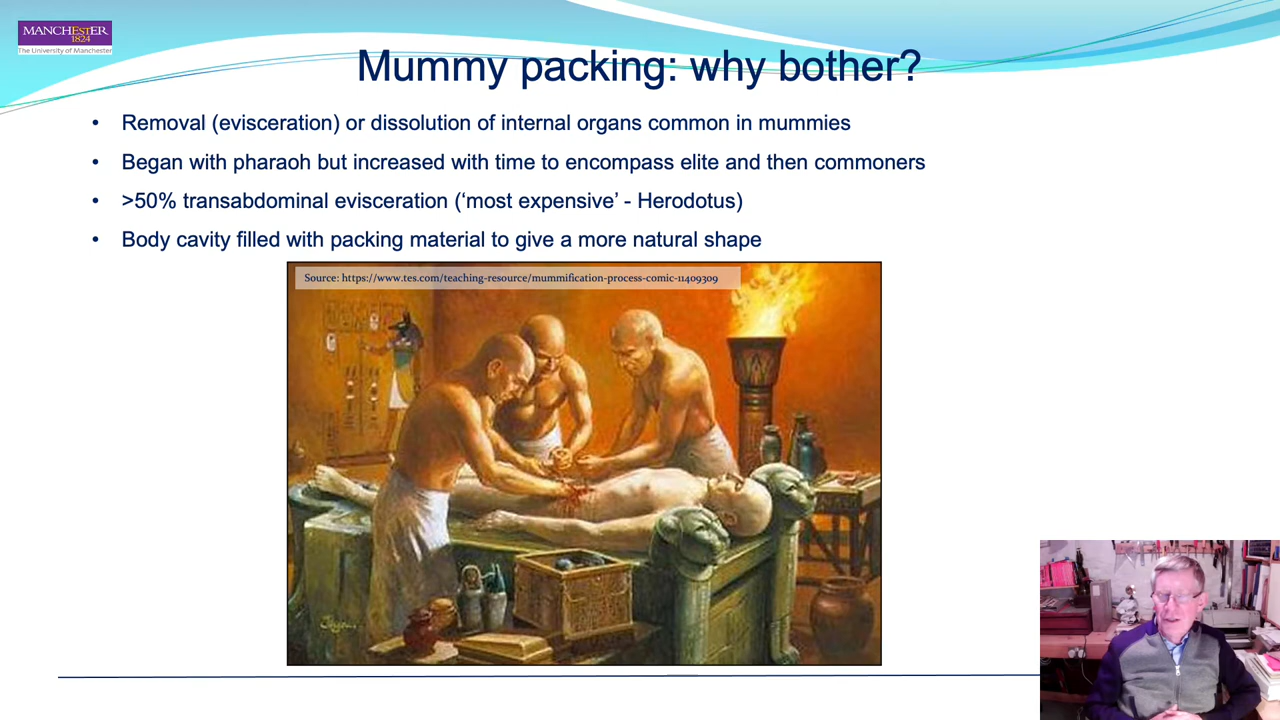 MANCHESTER
1824
The University of Manchester
Mummy packing: why bother?
• Removal (evisceration) or dissolution of internal organs common in mummies
• Began with pharaoh but increased with time to encompass elite and then commoners
• >50% transabdominal evisceration (‘most expensive’ - Herodotus)
• Body cavity filled with packing material to give a more natural shape
Source: https://www.tes.com/teaching-resource/mummification-process-comic-11409309